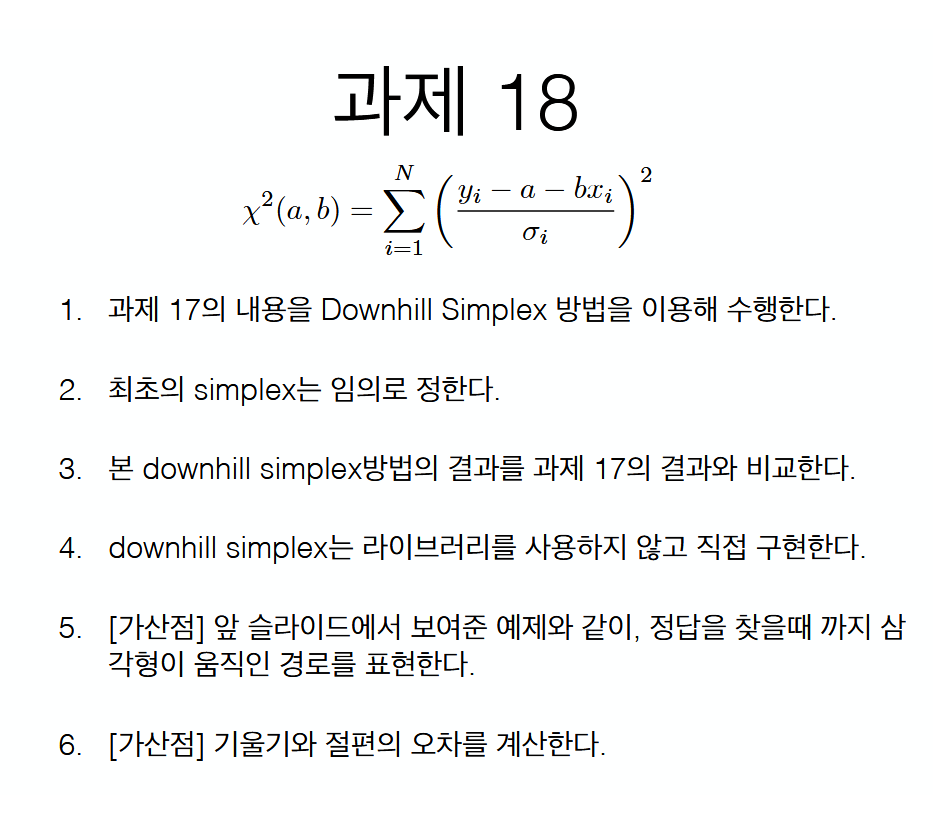 과제 18
χ²(a, b) = ∑_{i=1}^{N} ( (y_i − a − bx_i) / σ_i )²
1. 과제 17의 내용을 Downhill Simplex 방법을 이용해 수행한다.
2. 최초의 simplex는 임의로 정한다.
3. 본 downhill simplex방법의 결과를 과제 17의 결과와 비교한다.
4. downhill simplex는 라이브러리를 사용하지 않고 직접 구현한다.
5. [가산점] 앞 슬라이드에서 보여준 예제와 같이, 정답을 찾을때 까지 삼
각형이 움직인 경로를 표현한다.
6. [가산점] 기울기와 절편의 오차를 계산한다.